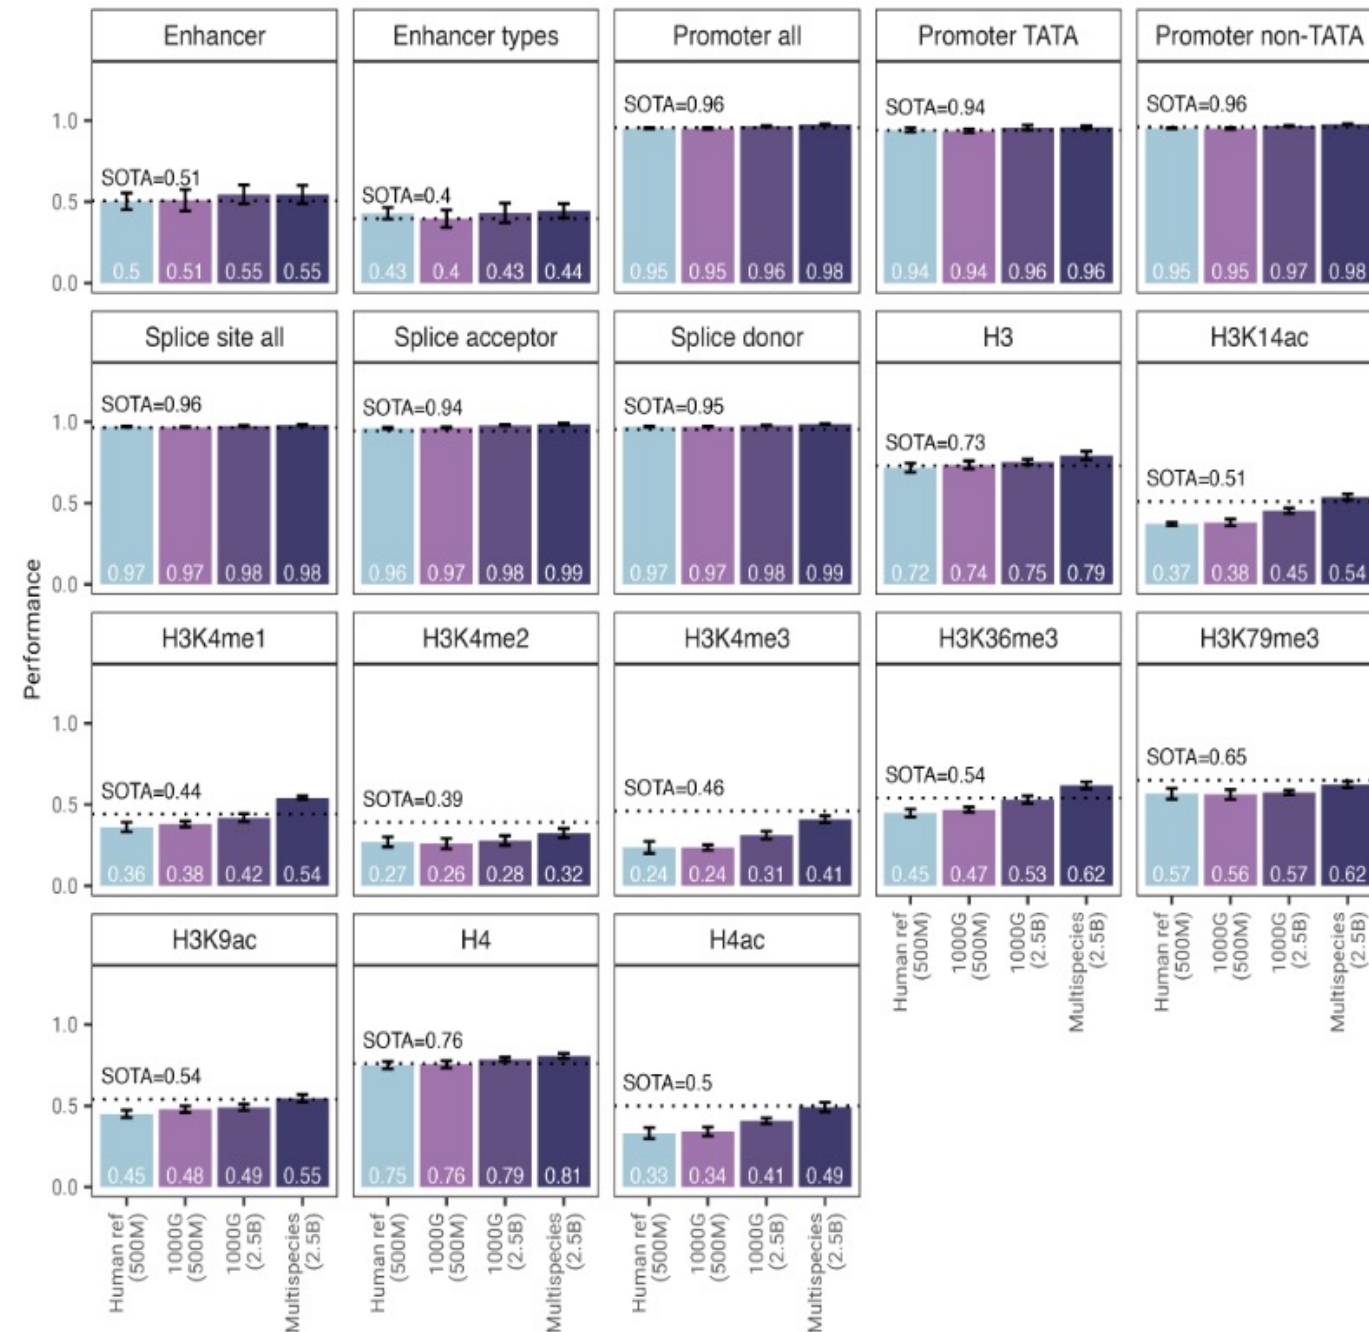 Enhancer
Enhancer types
Promoter all
Promoter TATA
Promoter non-TATA
1.0
0.5
0.0
SOTA=0.51
0.5 0.51 0.55 0.55
SOTA=0.4
0.43 0.4 0.43 0.44
SOTA=0.96
0.95 0.95 0.96 0.98
SOTA=0.94
0.94 0.94 0.96 0.96
SOTA=0.96
0.95 0.95 0.97 0.98
Splice site all
Splice acceptor
Splice donor
H3
H3K14ac
1.0
0.5
0.0
SOTA=0.96
0.97 0.97 0.98 0.98
SOTA=0.94
0.96 0.97 0.98 0.99
SOTA=0.95
0.97 0.97 0.98 0.99
SOTA=0.73
0.72 0.74 0.75 0.79
SOTA=0.51
0.37 0.38 0.45 0.54
Performance
H3K4me1
H3K4me2
H3K4me3
H3K36me3
H3K79me3
1.0
0.5
0.0
SOTA=0.44
0.36 0.38 0.42 0.54
SOTA=0.39
0.27 0.26 0.28 0.32
SOTA=0.46
0.24 0.24 0.31 0.41
SOTA=0.54
0.45 0.47 0.53 0.62
SOTA=0.65
0.57 0.56 0.57 0.62
Human ref
(500M)
1000G
(500M)
1000G
(2.5B)
Multispecies
(2.5B)
Human ref
(500M)
1000G
(500M)
1000G
(2.5B)
Multispecies
(2.5B)
H3K9ac
H4
H4ac
1.0
0.5
0.0
SOTA=0.54
0.45 0.48 0.49 0.55
SOTA=0.76
0.75 0.76 0.79 0.81
SOTA=0.5
0.33 0.34 0.41 0.49
Human ref
(500M)
1000G
(500M)
1000G
(2.5B)
Multispecies
(2.5B)
Human ref
(500M)
1000G
(500M)
1000G
(2.5B)
Multispecies
(2.5B)
Human ref
(500M)
1000G
(500M)
1000G
(2.5B)
Multispecies
(2.5B)